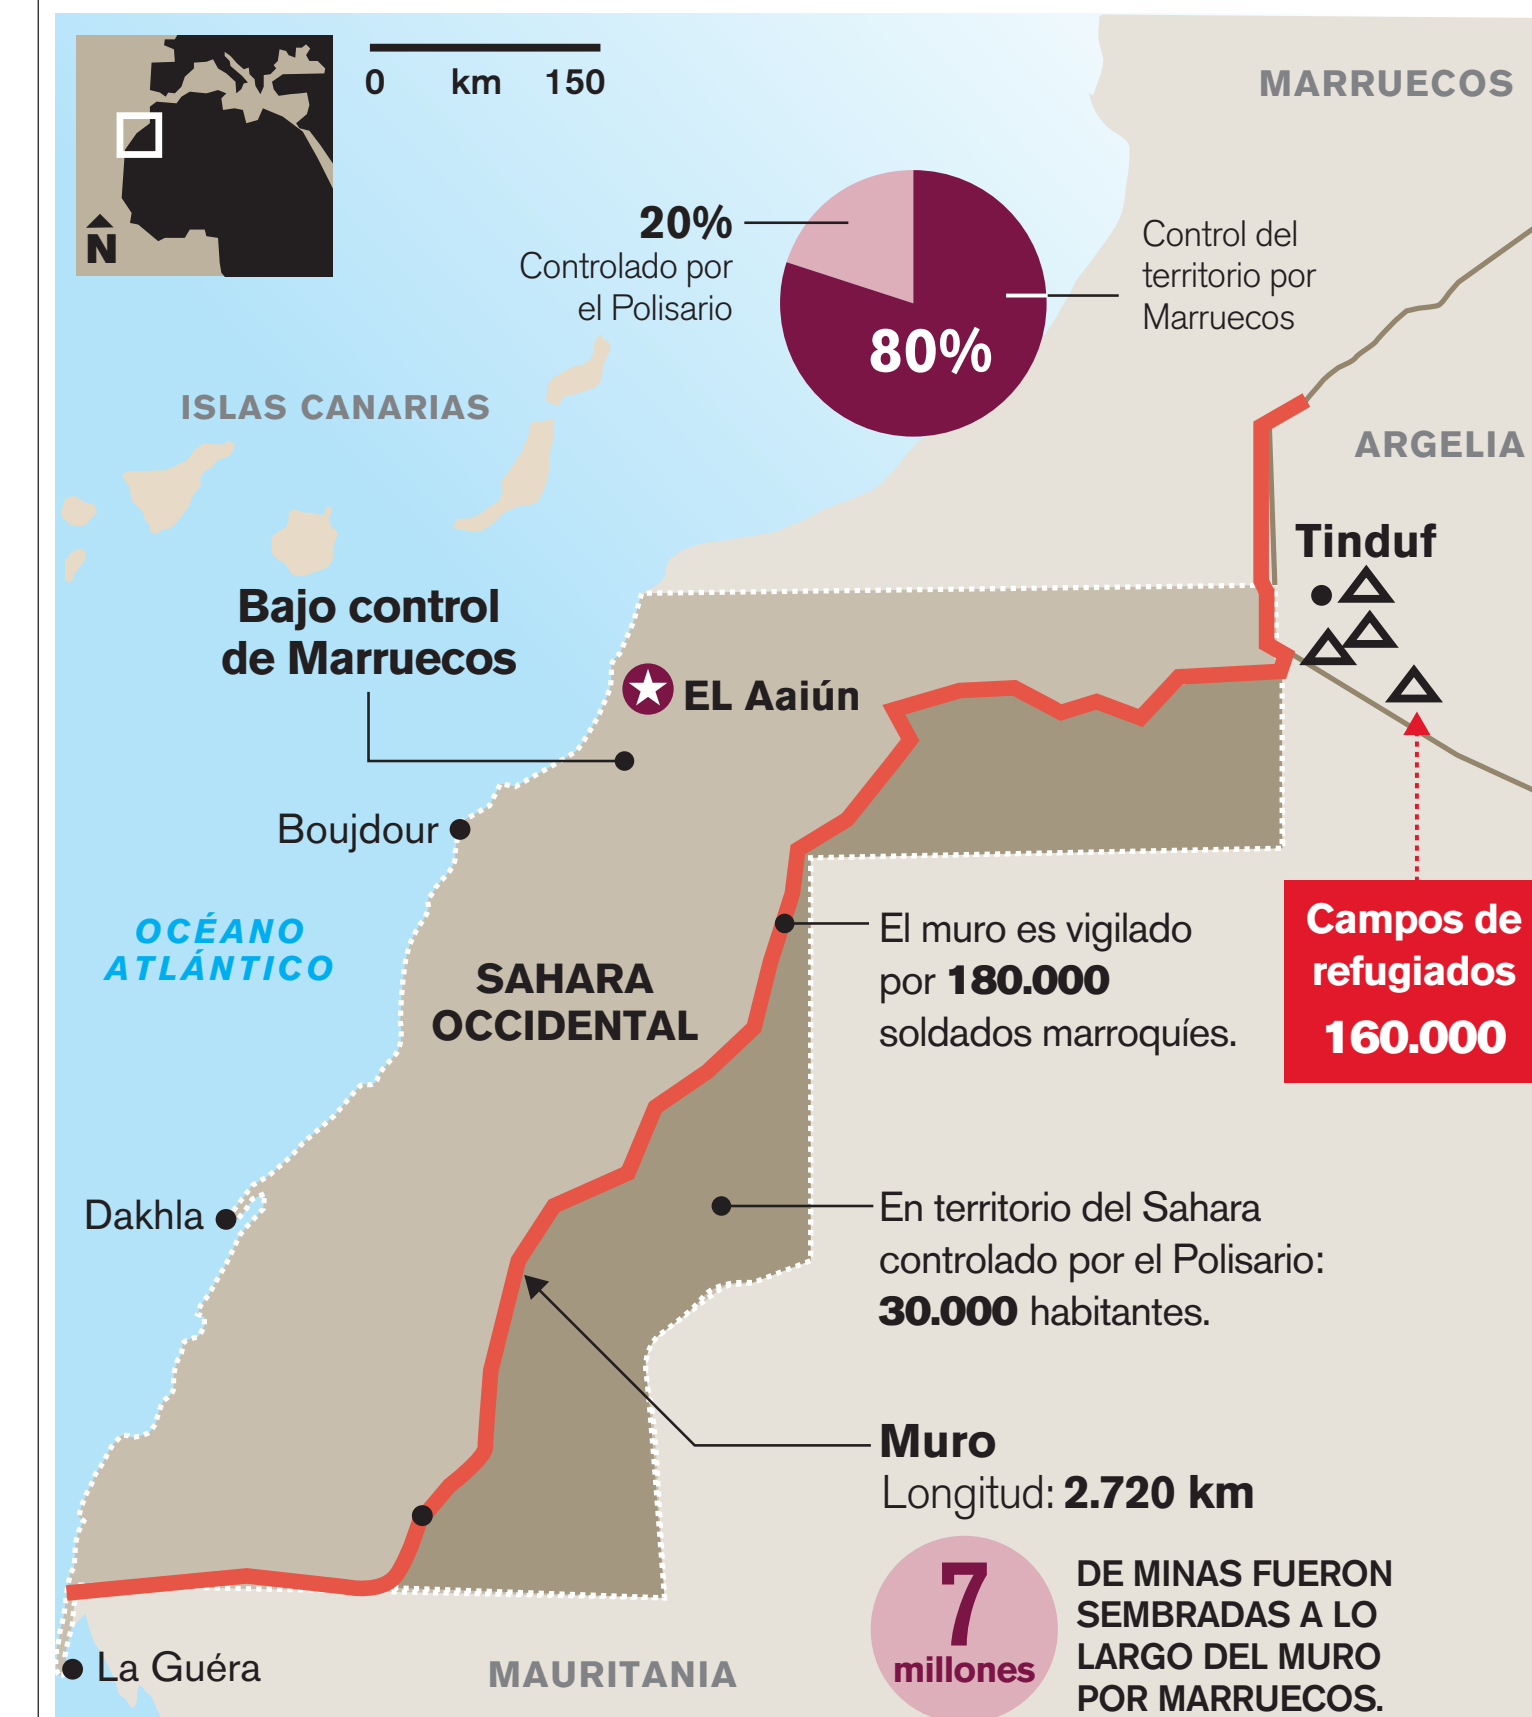 0 km 150
N
MARRUECOS
20%
Controlado por
el Polisario
80%
Control del
territorio por
Marruecos
ISLAS CANARIAS
ARGELIA
Tinduf
Bajo control
de Marruecos
EL Aaiún
Boujdour
OCÉANO
ATLÁNTICO
SAHARA
OCCIDENTAL
El muro es vigilado
por 180.000
soldados marroquíes.
Campos de
refugiados
160.000
Dakhla
En territorio del Sahara
controlado por el Polisario:
30.000 habitantes.
Muro
Longitud: 2.720 km
7
millones
DE MINAS FUERON
SEMBRADAS A LO
LARGO DEL MURO
POR MARRUECOS.
La Guéra
MAURITANIA